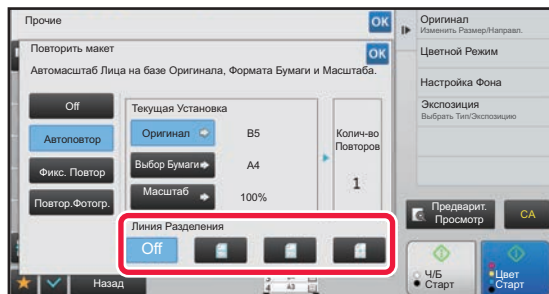 Прочие
OK
Повторить макет
OK
Автомасштаб Лица на базе Оригинала, Формата Бумаги и Масштаба.
Off
Автоповтор
Фикс. Повтор
Повтор.Фотогр.
Текущая Установка
Оригинал
B5
Выбор Бумаги
A4
Масштаб
100%
Колич-во
Повторов
1
Линия Разделения
Off
Назад
A3
4
Оригинал
Изменить Размер/Направл.
Цветной Режим
Настройка Фона
Экспозиция
Выбрать Тип/Экспозицию
Предварит.
Просмотр
CA
Ч/Б
Старт
Цвет
Старт